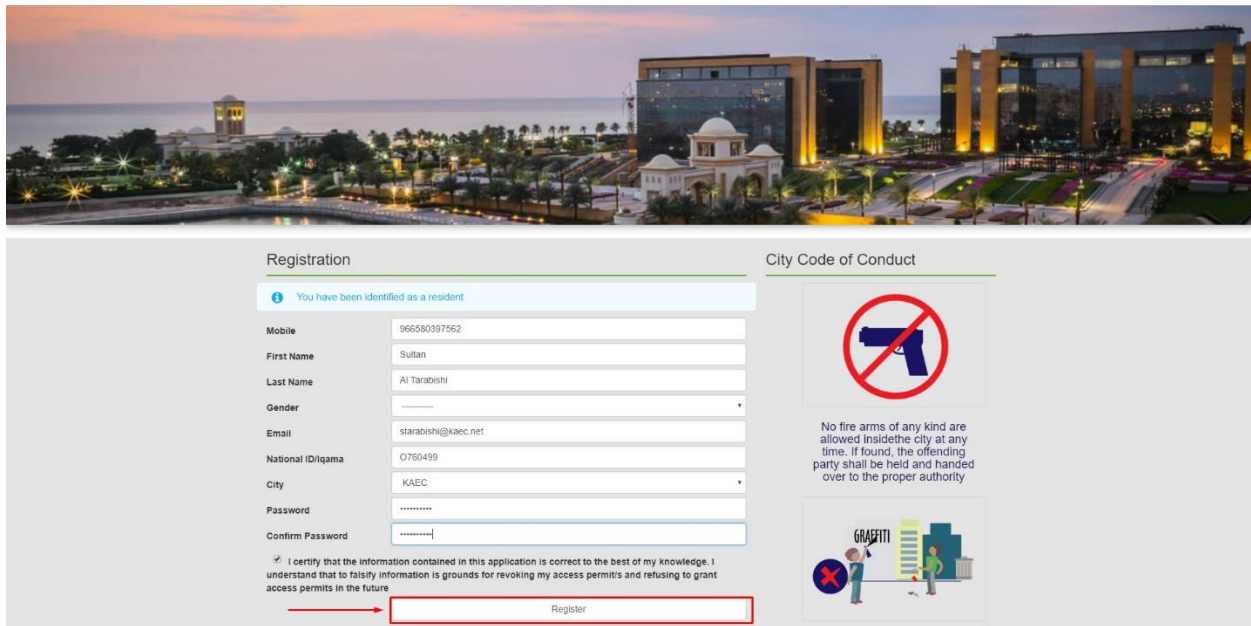 Registration
You have been identified as a resident
Mobile 966580397562
First Name Sultan
Last Name Al Tarabishi
Gender ----------
Email starabishi@kaec.net
National ID/Iqama O760499
City KAEC
Password ••••••••••
Confirm Password ••••••••••
I certify that the information contained in this application is correct to the best of my knowledge. I
understand that to falsify information is grounds for revoking my access permit/s and refusing to grant
access permits in the future
Register
City Code of Conduct
No fire arms of any kind are
allowed insidethe city at any
time. If found, the offending
party shall be held and handed
over to the proper authority
GRAFFITI